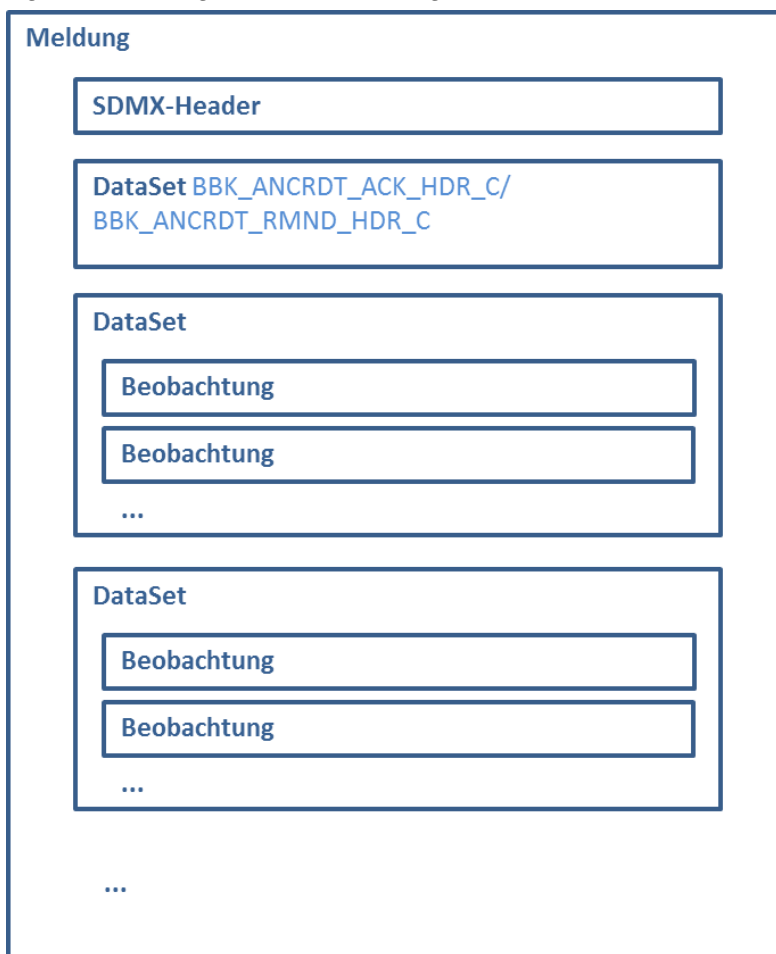 Meldung
SDMX-Header
DataSet BBK_ANCRDT_ACK_HDR_C/
BBK_ANCRDT_RMND_HDR_C
DataSet
Beobachtung
Beobachtung
...
DataSet
Beobachtung
Beobachtung
...
...